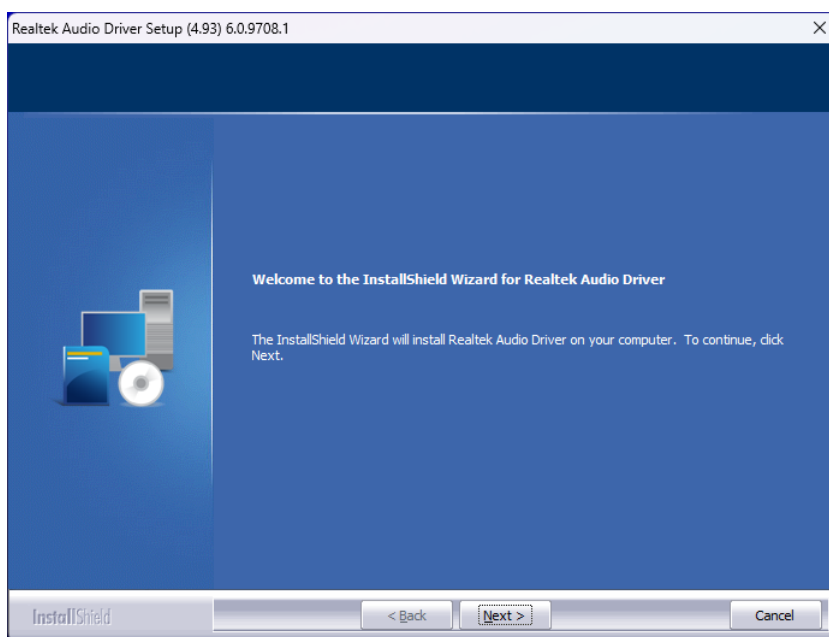 Realtek Audio Driver Setup (4.93) 6.0.9708.1
Welcome to the InstallShield Wizard for Realtek Audio Driver
The InstallShield Wizard will install Realtek Audio Driver on your computer.  To continue, click
Next.
InstallShield
< Back
Next >
Cancel